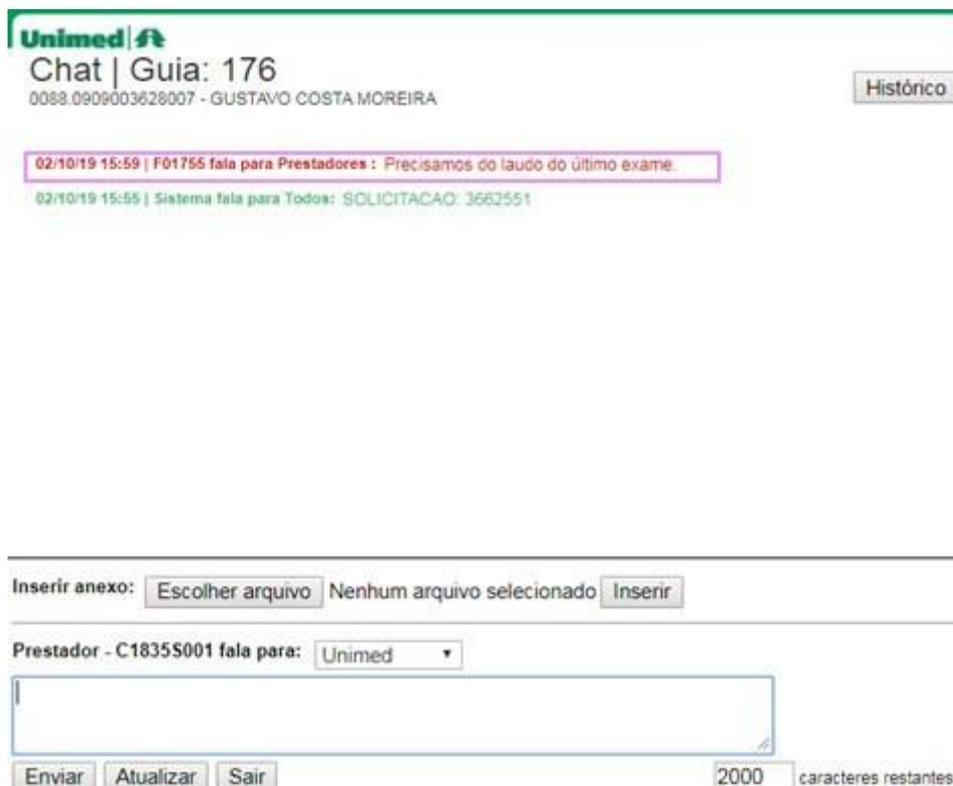 Unimed
Chat | Guia: 176
0088.0909003628007 - GUSTAVO COSTA MOREIRA
Histórico
02/10/19 15:59 | F01755 fala para Prestadores : Precisamos do laudo do último exame.
02/10/19 15:55 | Sistema fala para Todos: SOLICITACAO: 3662551
Inserir anexo: Escolher arquivo Nenhum arquivo selecionado Inserir
Prestador - C1835S001 fala para: Unimed
Enviar Atualizar Sair 2000 caracteres restantes